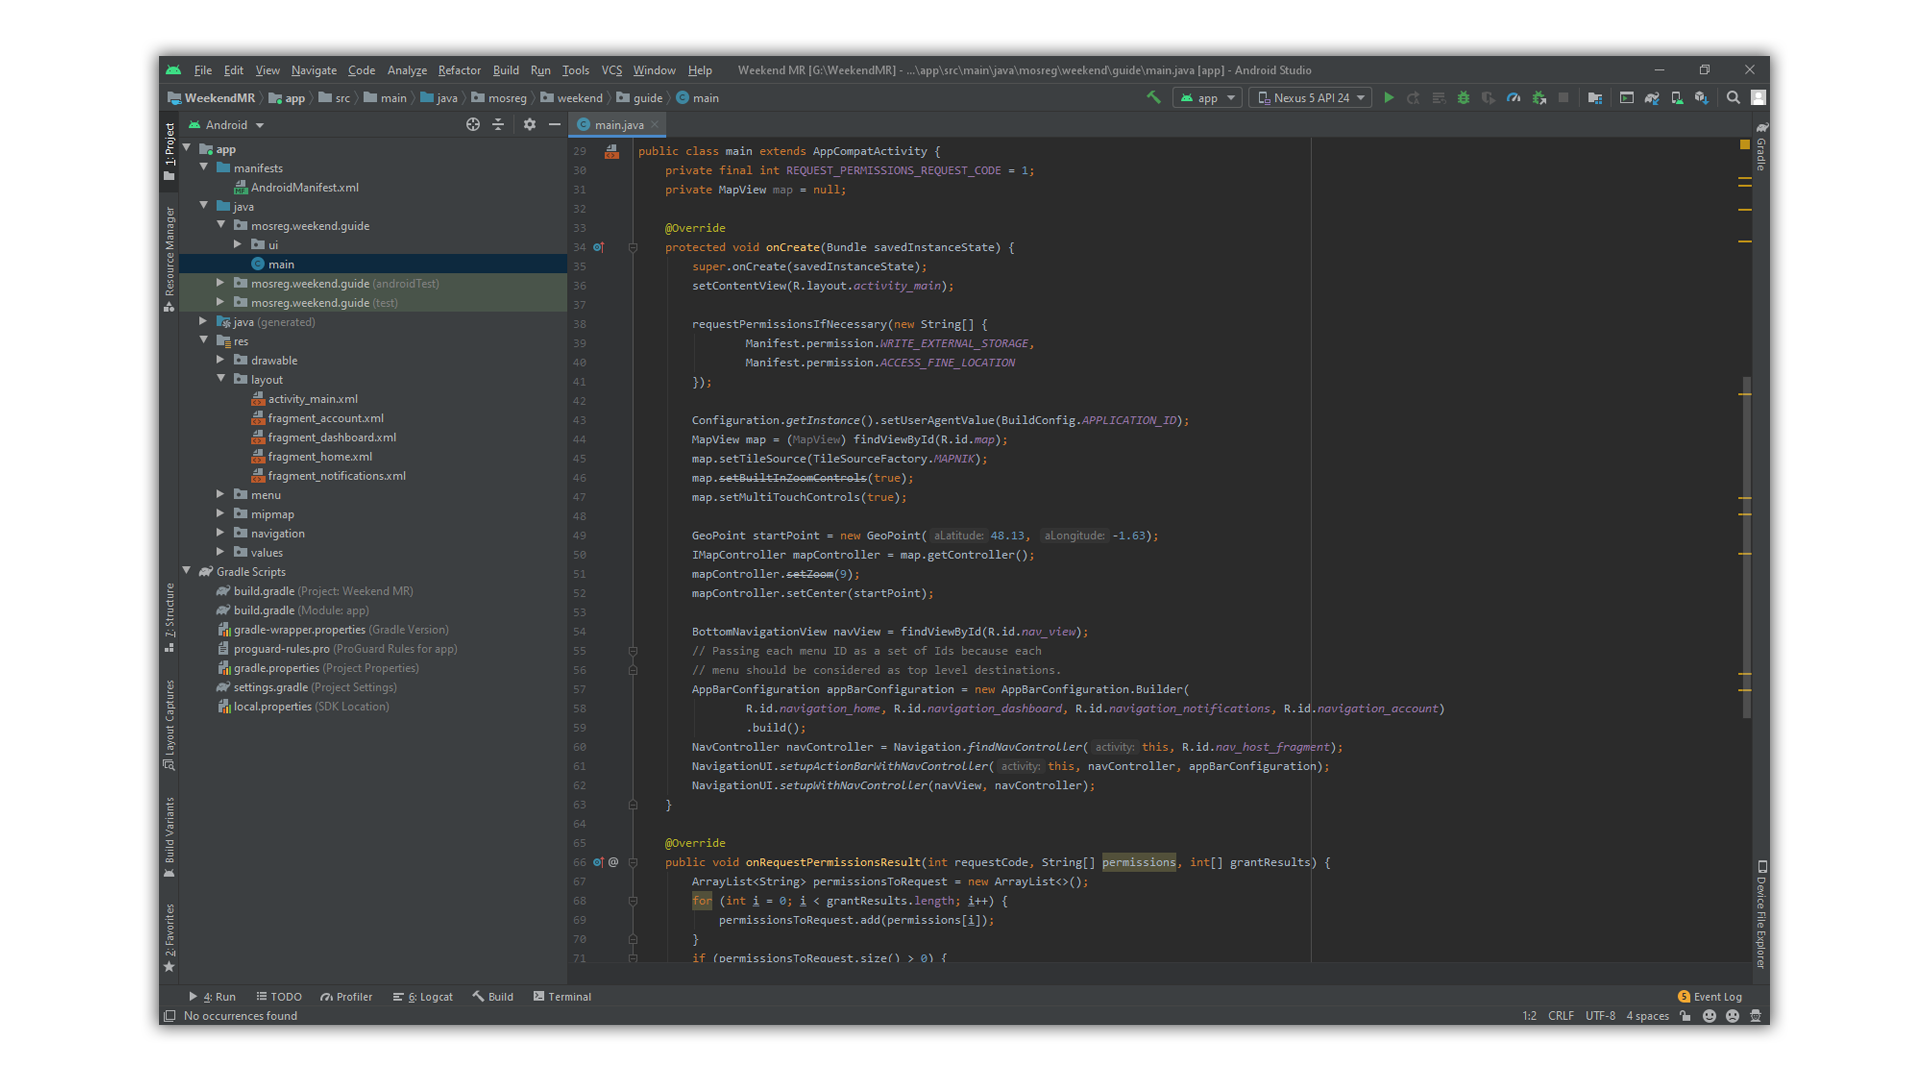 File Edit View Navigate Code Analyze Refactor Build Run Tools VCS Window Help Weekend MR [G:\WeekendMR] - ...\app\src\main\java\mosreg\weekend\guide\main.java [app] - Android Studio
WeekendMR app src main java mosreg weekend guide main app Nexus 5 API 24
Android
main.java
1: Project
Resource Manager
7: Structure
Layout Captures
Build Variants
2: Favorites
app
manifests
AndroidManifest.xml
java
mosreg.weekend.guide
ui
main
mosreg.weekend.guide (androidTest)
mosreg.weekend.guide (test)
java (generated)
res
drawable
layout
activity_main.xml
fragment_account.xml
fragment_dashboard.xml
fragment_home.xml
fragment_notifications.xml
menu
mipmap
navigation
values
Gradle Scripts
build.gradle (Project: Weekend MR)
build.gradle (Module: app)
gradle-wrapper.properties (Gradle Version)
proguard-rules.pro (ProGuard Rules for app)
gradle.properties (Project Properties)
settings.gradle (Project Settings)
local.properties (SDK Location)
29 public class main extends AppCompatActivity {
30 private final int REQUEST_PERMISSIONS_REQUEST_CODE = 1;
31 private MapView map = null;
32
33 @Override
34 protected void onCreate(Bundle savedInstanceState) {
35 super.onCreate(savedInstanceState);
36 setContentView(R.layout.activity_main);
37
38 requestPermissionsIfNecessary(new String[] {
39 Manifest.permission.WRITE_EXTERNAL_STORAGE,
40 Manifest.permission.ACCESS_FINE_LOCATION
41 });
42
43 Configuration.getInstance().setUserAgentValue(BuildConfig.APPLICATION_ID);
44 MapView map = (MapView) findViewById(R.id.map);
45 map.setTileSource(TileSourceFactory.MAPNIK);
46 map.setBuiltInZoomControls(true);
47 map.setMultiTouchControls(true);
48
49 GeoPoint startPoint = new GeoPoint( aLatitude: 48.13, aLongitude: -1.63);
50 IMapController mapController = map.getController();
51 mapController.setZoom(9);
52 mapController.setCenter(startPoint);
53
54 BottomNavigationView navView = findViewById(R.id.nav_view);
55 // Passing each menu ID as a set of Ids because each
56 // menu should be considered as top level destinations.
57 AppBarConfiguration appBarConfiguration = new AppBarConfiguration.Builder(
58 R.id.navigation_home, R.id.navigation_dashboard, R.id.navigation_notifications, R.id.navigation_account)
59 .build();
60 NavController navController = Navigation.findNavController( activity: this, R.id.nav_host_fragment);
61 NavigationUI.setupActionBarWithNavController( activity: this, navController, appBarConfiguration);
62 NavigationUI.setupWithNavController(navView, navController);
63 }
64
65 @Override
66 @ public void onRequestPermissionsResult(int requestCode, String[] permissions, int[] grantResults) {
67 ArrayList<String> permissionsToRequest = new ArrayList<>();
68 for (int i = 0; i < grantResults.length; i++) {
69 permissionsToRequest.add(permissions[i]);
70 }
71 if (permissionsToRequest.size() > 0) {
Gradle
Device File Explorer
4: Run TODO Profiler 6: Logcat Build Terminal 5 Event Log
No occurrences found 1:2 CRLF UTF-8 4 spaces